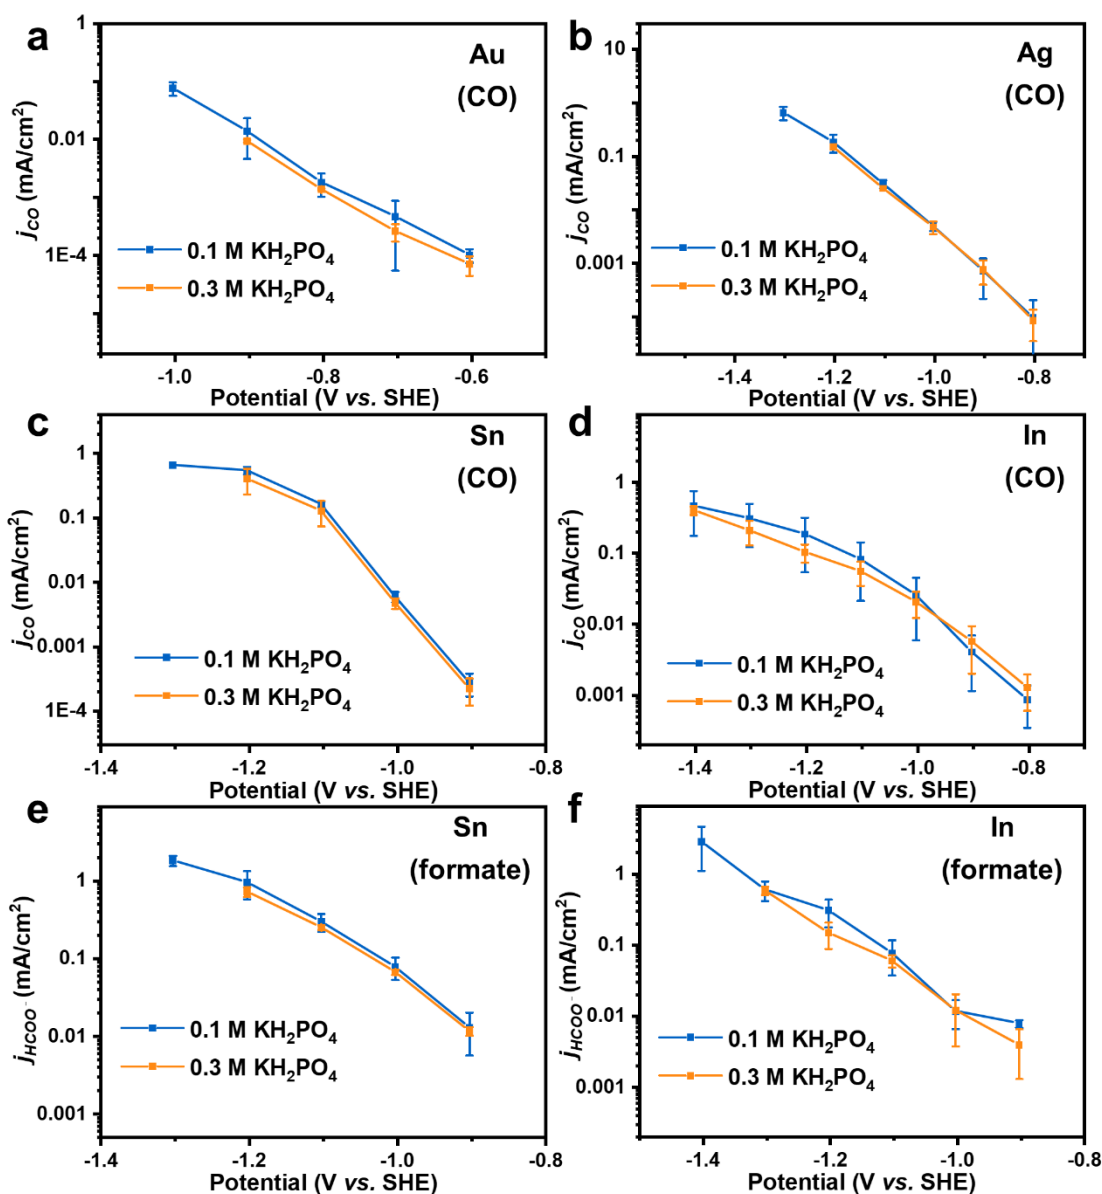 a
Au
(CO)
1
0.01
1E-4
j_CO (mA/cm²)
0.1 M KH₂PO₄
0.3 M KH₂PO₄
-1.0
-0.8
-0.6
Potential (V vs. SHE)
b
Ag
(CO)
10
0.1
0.001
j_CO (mA/cm²)
0.1 M KH₂PO₄
0.3 M KH₂PO₄
-1.4
-1.2
-1.0
-0.8
Potential (V vs. SHE)
c
Sn
(CO)
1
0.1
0.01
0.001
1E-4
j_CO (mA/cm²)
0.1 M KH₂PO₄
0.3 M KH₂PO₄
-1.4
-1.2
-1.0
-0.8
Potential (V vs. SHE)
d
In
(CO)
1
0.1
0.01
0.001
j_CO (mA/cm²)
0.1 M KH₂PO₄
0.3 M KH₂PO₄
-1.4
-1.2
-1.0
-0.8
Potential (V vs. SHE)
e
Sn
(formate)
1
0.1
0.01
0.001
j_HCOO⁻ (mA/cm²)
0.1 M KH₂PO₄
0.3 M KH₂PO₄
-1.4
-1.2
-1.0
-0.8
Potential (V vs. SHE)
f
In
(formate)
1
0.1
0.01
0.001
j_HCOO⁻ (mA/cm²)
0.1 M KH₂PO₄
0.3 M KH₂PO₄
-1.4
-1.2
-1.0
-0.8
Potential (V vs. SHE)